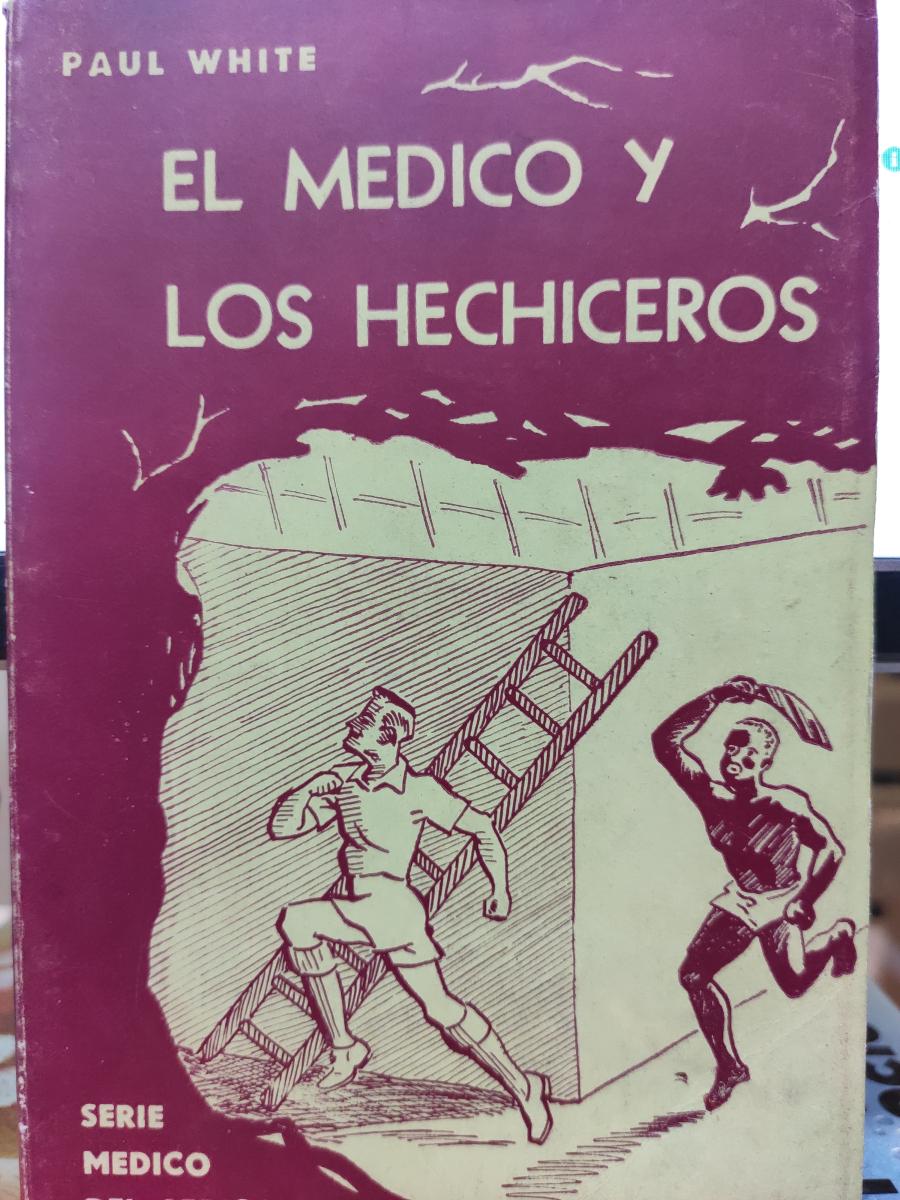 PAUL WHITE
EL MEDICO Y
LOS HECHICEROS
SERIE
MEDICO